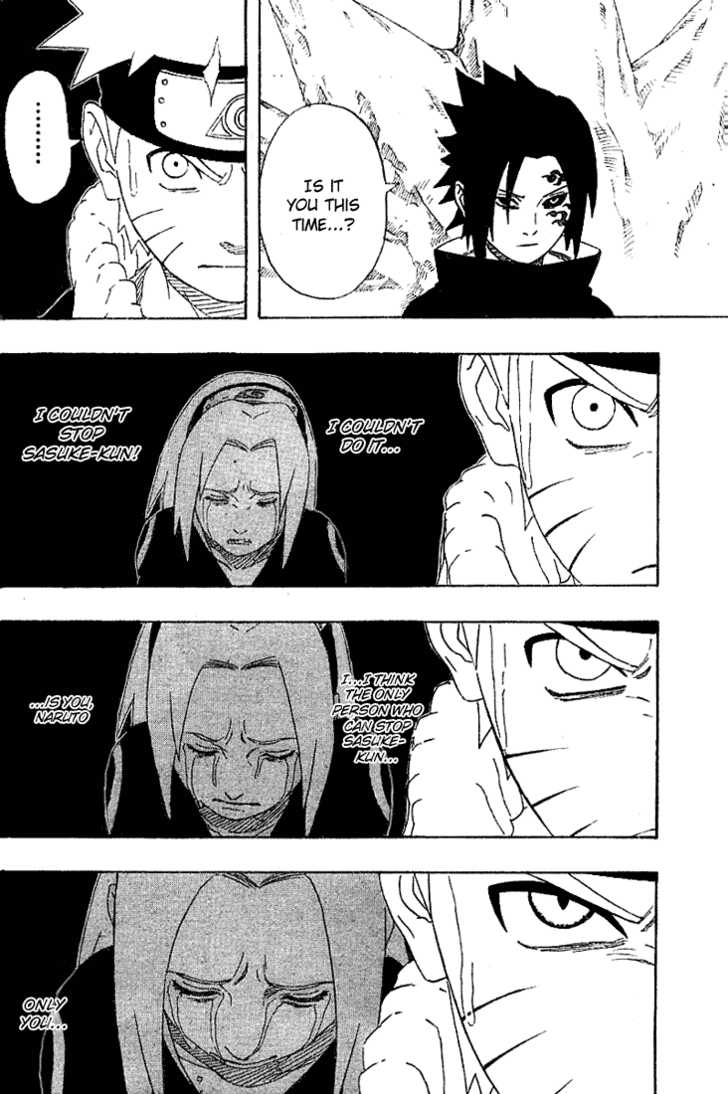 IS IT
YOU THIS
TIME...?
........
I COULDN'T
DO IT...
I COULDN'T
STOP
SASUKE-KUN!
I...I THINK
THE ONLY
PERSON WHO
CAN STOP
SASUKE-
KUN...
...IS YOU,
NARUTO
ONLY
YOU...